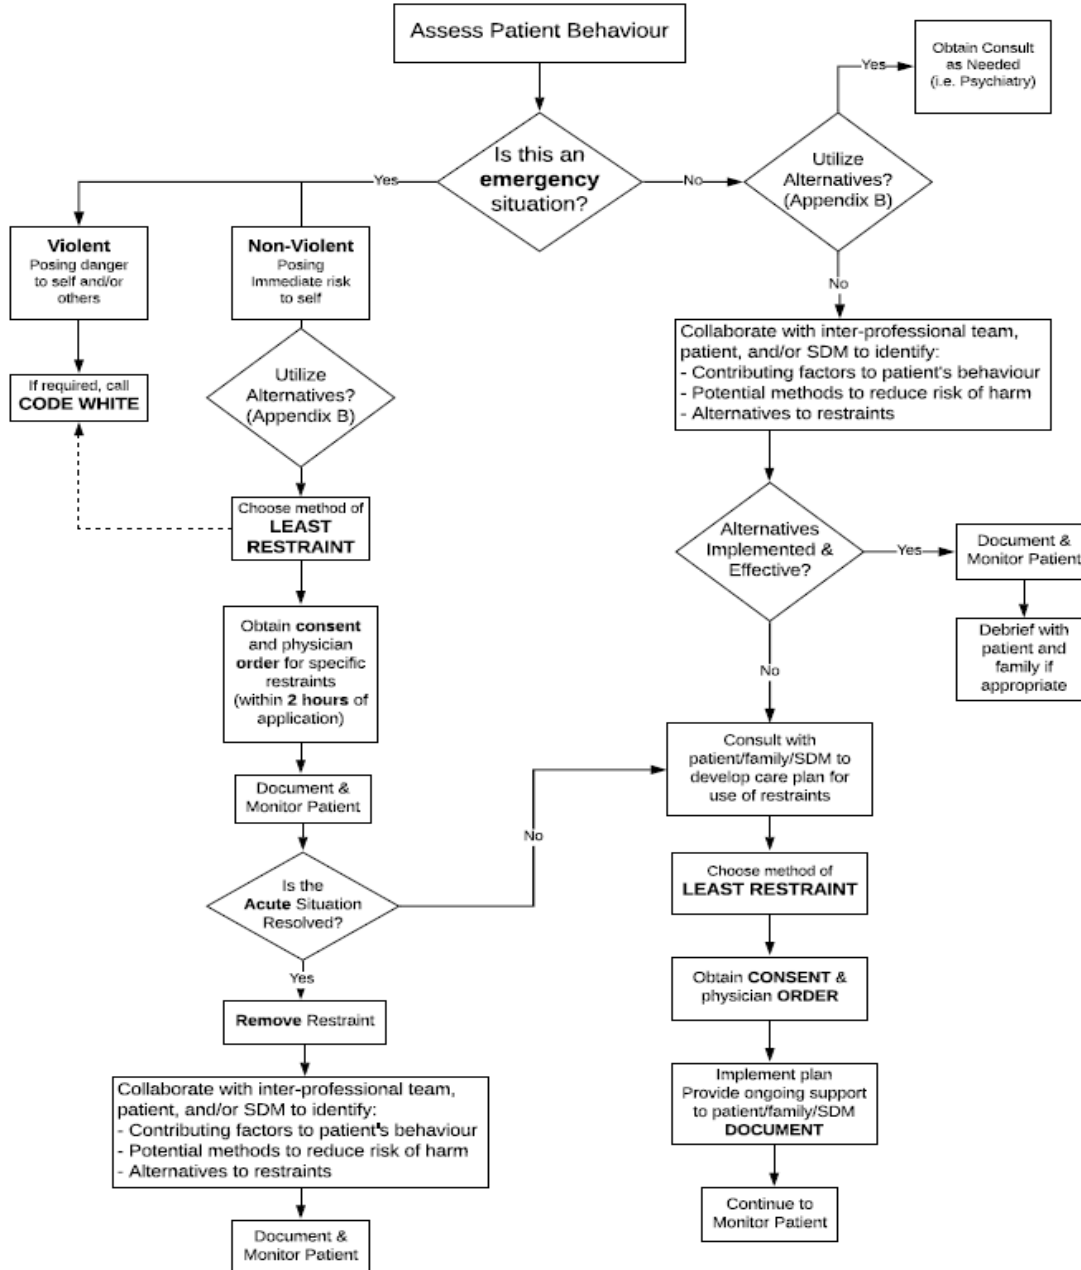 Assess Patient Behaviour
Is this an
emergency
situation?
Yes
No
Utilize
Alternatives?
(Appendix B)
Yes
Obtain Consult
as Needed
(i.e. Psychiatry)
Violent
Posing danger
to self and/or
others
If required, call
CODE WHITE
Non-Violent
Posing
Immediate risk
to self
Utilize
Alternatives?
(Appendix B)
Choose method of
LEAST
RESTRAINT
Obtain consent
and physician
order for specific
restraints
(within 2 hours of
application)
Document &
Monitor Patient
Is the
Acute Situation
Resolved?
No
Yes
Remove Restraint
Collaborate with inter-professional team,
patient, and/or SDM to identify:
- Contributing factors to patient's behaviour
- Potential methods to reduce risk of harm
- Alternatives to restraints
Document &
Monitor Patient
No
Collaborate with inter-professional team,
patient, and/or SDM to identify:
- Contributing factors to patient's behaviour
- Potential methods to reduce risk of harm
- Alternatives to restraints
Alternatives
Implemented &
Effective?
Yes
Document &
Monitor Patient
Debrief with
patient and
family if
appropriate
No
Consult with
patient/family/SDM to
develop care plan for
use of restraints
Choose method of
LEAST RESTRAINT
Obtain CONSENT &
physician ORDER
Implement plan
Provide ongoing support
to patient/family/SDM
DOCUMENT
Continue to
Monitor Patient